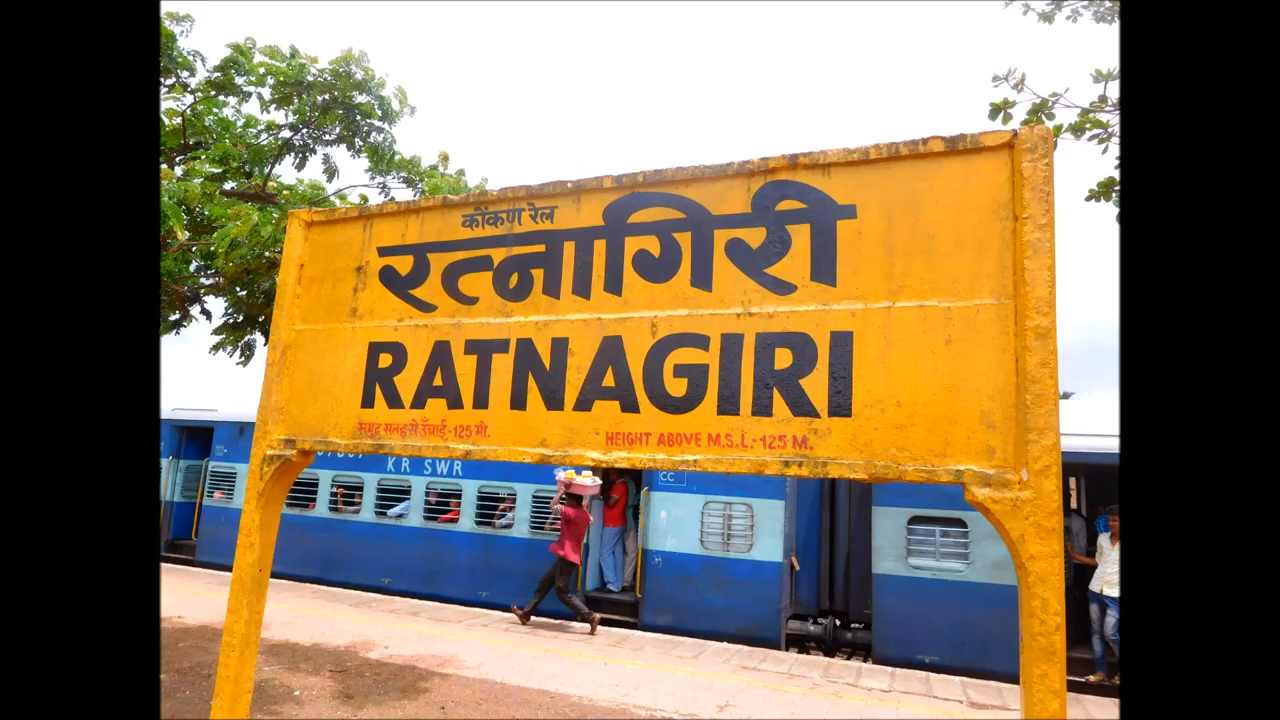 कोंकण रेल
रत्नागिरी
RATNAGIRI
समुद्र सतह से उँचाई-125 मी.
HEIGHT ABOVE M.S.L.-125 M.
KR SWR
CC